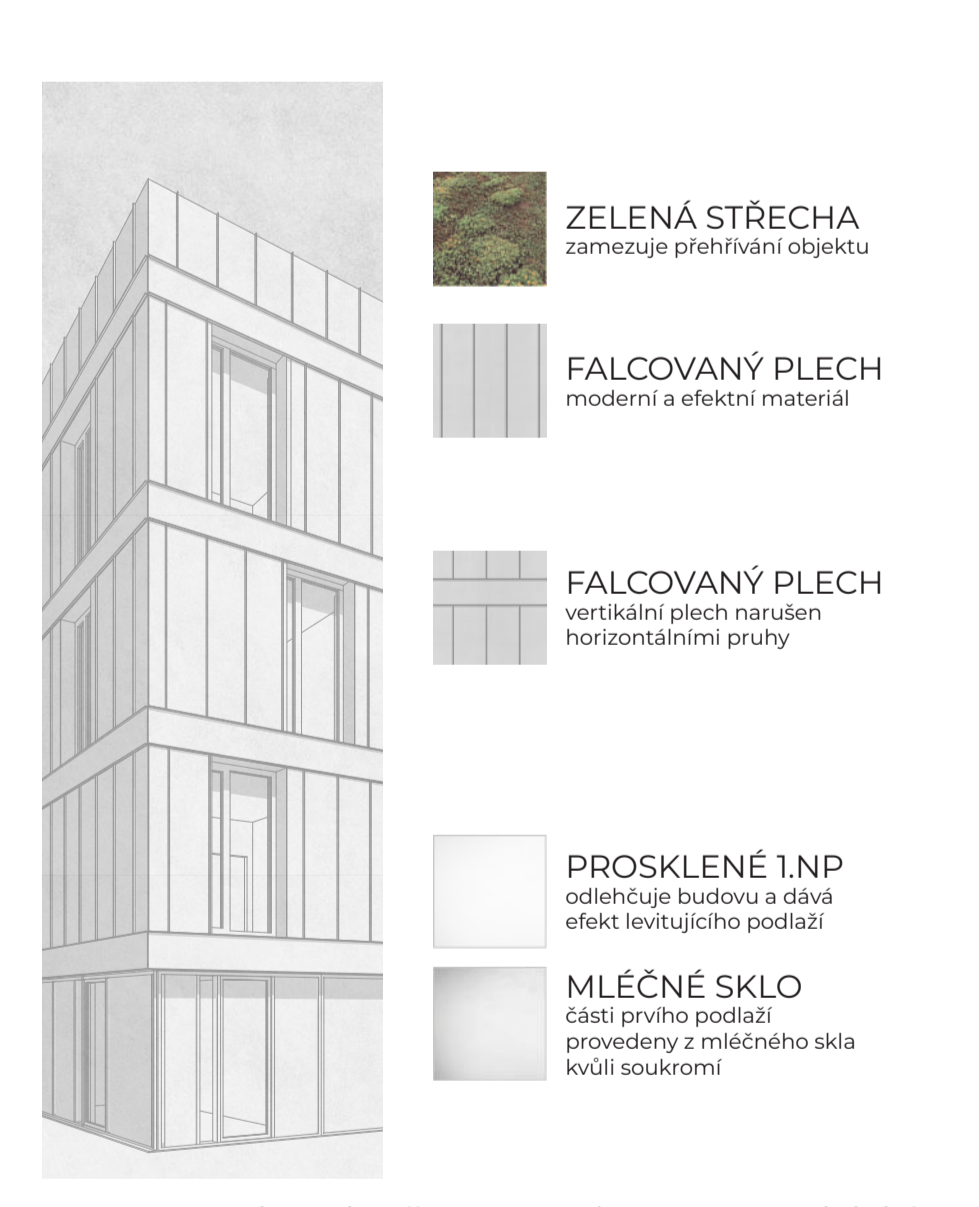 ZELENÁ STŘECHA
zamezuje přehřívání objektu
FALCOVANÝ PLECH
moderní a efektní materiál
FALCOVANÝ PLECH
vertikální plech narušen
horizontálními pruhy
PROSKLENÉ 1.NP
odlehčuje budovu a dává
efekt levitujícího podlaží
MLÉČNÉ SKLO
části prvího podlaží
provedeny z mléčného skla
kvůli soukromí